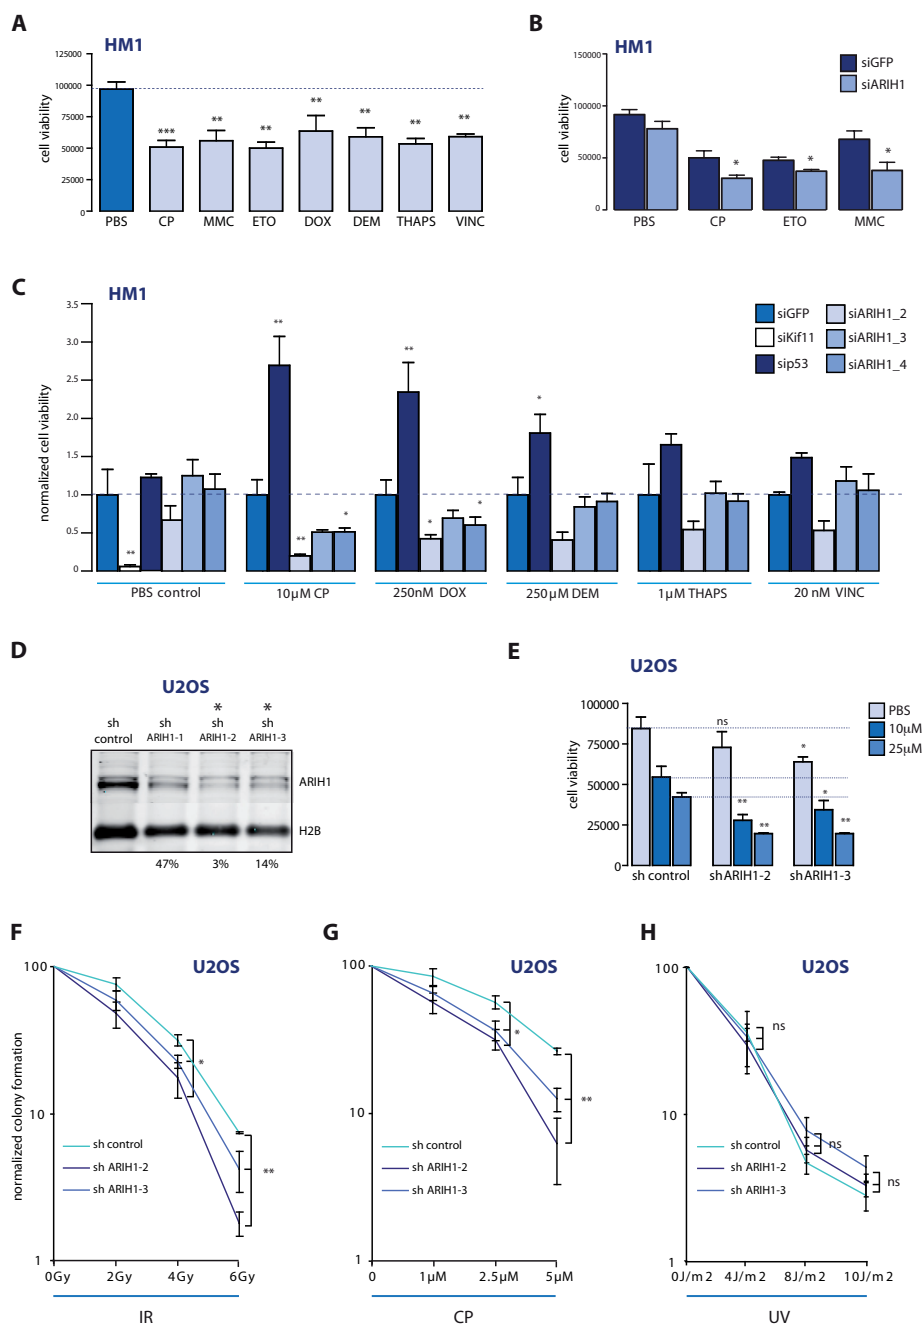 A
HM1
cell viability
125000
100000
75000
50000
25000
0
***
**
**
**
**
**
**
PBS
CP
MMC
ETO
DOX
DEM
THAPS
VINC
B
HM1
cell viability
150000
100000
50000
0
siGFP
siARIH1
*
*
*
PBS
CP
ETO
MMC
C
HM1
normalized cell viability
3.5
3.0
2.5
2.0
1.5
1.0
0.5
0
siGFP
siKif11
sip53
siARIH1_2
siARIH1_3
siARIH1_4
**
**
**
*
**
*
*
*
PBS control
10µM CP
250nM DOX
250µM DEM
1µM THAPS
20 nM VINC
D
U2OS
sh control
sh ARIH1-1
* sh ARIH1-2
* sh ARIH1-3
ARIH1
H2B
47%
3%
14%
E
U2OS
cell viability
100000
75000
50000
25000
0
PBS
10µM
25µM
ns
**
**
*
*
**
sh control
shARIH1-2
shARIH1-3
F
U2OS
normalized colony formation
100
10
1
*
**
sh control
sh ARIH1-2
sh ARIH1-3
0Gy
2Gy
4Gy
6Gy
IR
G
U2OS
100
10
1
*
**
sh control
sh ARIH1-2
sh ARIH1-3
0
1µM
2.5µM
5µM
CP
H
U2OS
100
10
1
ns
ns
ns
sh control
sh ARIH1-2
sh ARIH1-3
0J/m2
4J/m2
8J/m2
10J/m2
UV